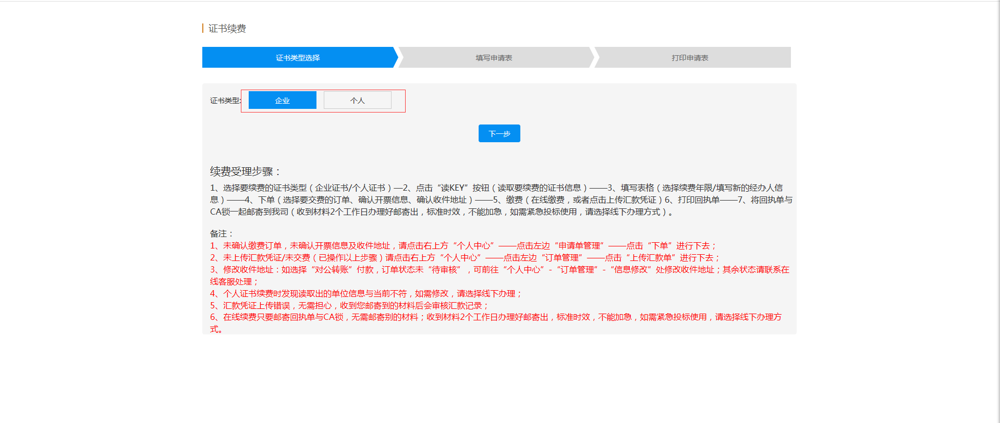 证书续费
证书类型选择
填写申请表
打印申请表
证书类型:
企业
个人
下一步
续费受理步骤：
1、选择要续费的证书类型（企业证书/个人证书）—2、点击“读KEY”按钮（读取要续费的证书信息）——3、填写表格（选择续费年限/填写新的经办人信
息）——4、下单（选择要交费的订单、确认开票信息、确认收件地址）——5、缴费（在线缴费，或者点击上传汇款凭证）6、打印回执单——7、将回执单与
CA锁一起邮寄到我司（收到材料2个工作日办理好邮寄出，标准时效，不能加急，如需紧急投标使用，请选择线下办理方式）。
备注：
1、未确认缴费订单，未确认开票信息及收件地址，请点击右上方“个人中心”——点击左边“申请单管理”——点击“下单”进行下去；
2、未上传汇款凭证/未交费（已操作以上步骤）请点击右上方“个人中心”——点击左边“订单管理”——点击“上传汇款单”进行下去；
3、修改收件地址：如选择“对公转账”付款，订单状态未“待审核”，可前往“个人中心”-“订单管理”-“信息修改”处修改收件地址；其余状态请联系在
线客服处理；
4、个人证书续费时发现读取出的单位信息与当前不符，如需修改，请选择线下办理；
5、汇款凭证上传错误，无需担心，收到您邮寄到的材料后会审核汇款记录；
6、在线续费只要邮寄回执单与CA锁，无需邮寄别的材料；收到材料2个工作日办理好邮寄出，标准时效，不能加急，如需紧急投标使用，请选择线下办理方
式。